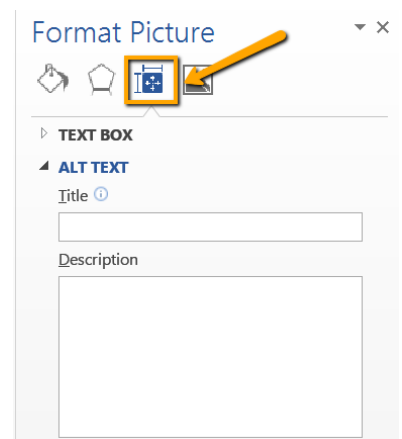 Format Picture
TEXT BOX
ALT TEXT
Title
Description